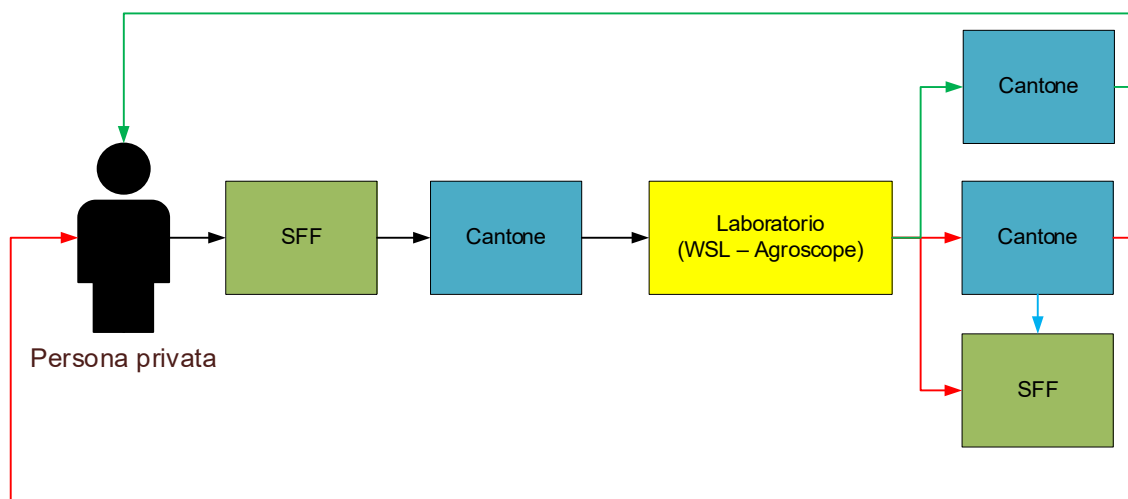 Cantone
SFF
Cantone
Laboratorio
(WSL – Agroscope)
Cantone
Persona privata
SFF